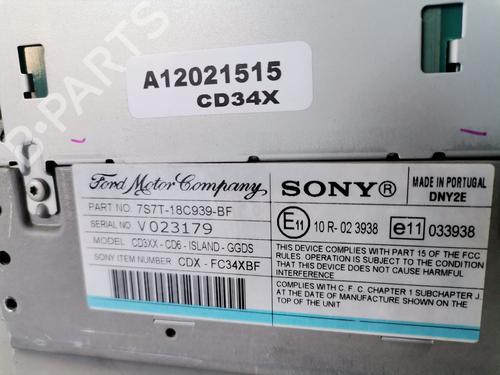 B-PARTS
A12021515
CD34X
Ford Motor Company
SONY®
MADE IN PORTUGAL
DNY2E
PART NO. 7S7T-18C939-BF
SERIAL NO. V023179
MODEL CD3XX - CD6 - ISLAND - GGDS
SONY ITEM NUMBER CDX - FC34XBF
E11 10 R- 02 3938 e11 033938
THIS DEVICE COMPLIES WITH PART 15 OF THE FCC
RULES. OPERATION IS SUBJECT TO THE CONDITION
THAT THIS DEVICE DOES NOT CAUSE HARMFUL
INTERFERENCE
COMPLIES WITH C. F. C. CHAPTER 1 SUBCHAPTER J.
AT THE DATE OF MANUFACTURE SHOWN ON THE
TOP OF THE UNIT